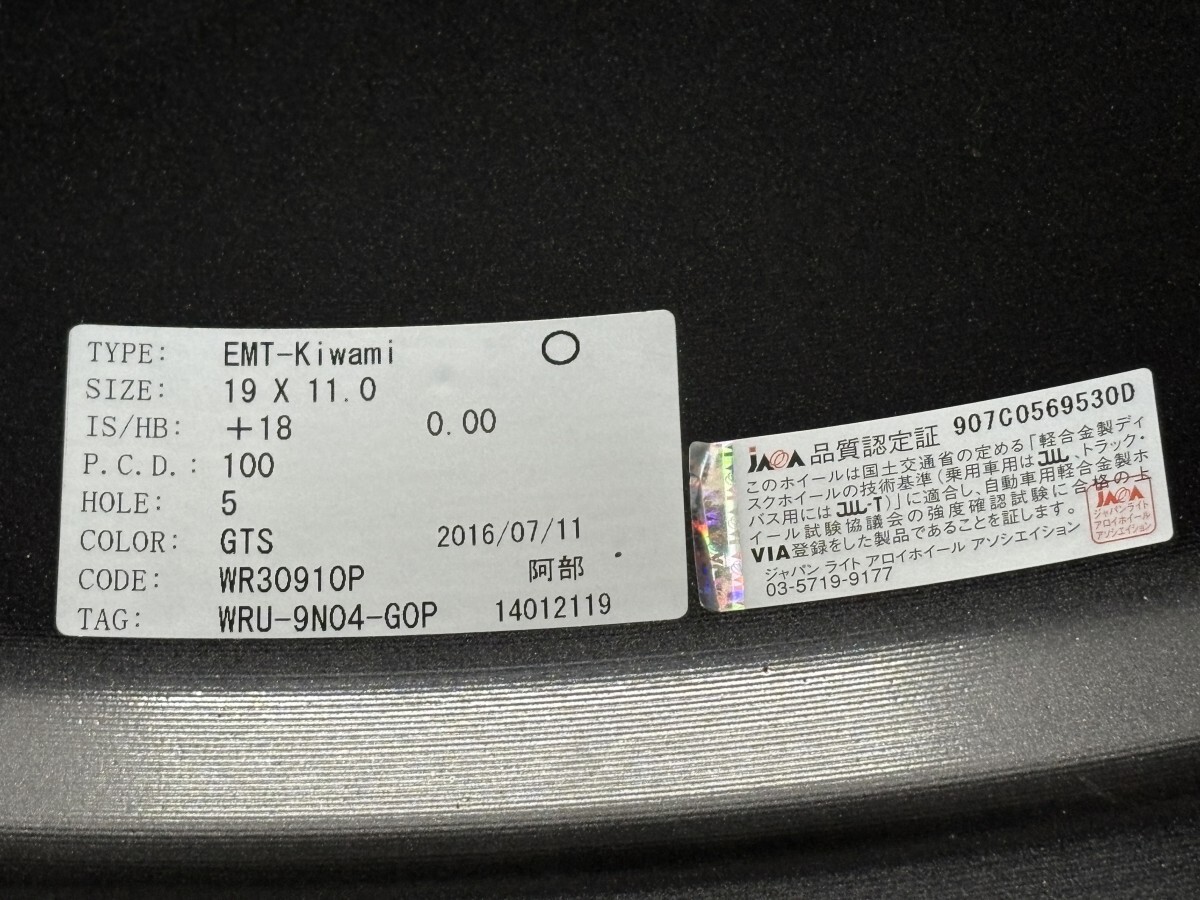 TYPE: EMT-Kiwami ○
SIZE: 19 X 11.0
IS/HB: +18 0.00
P.C.D.: 100
HOLE: 5
COLOR: GTS 2016/07/11
CODE: WR30910P 阿部
TAG: WRU-9N04-GOP 14012119
JAWA 品質認定証 907C0569530D
このホイールは国土交通省の定める「軽合金製ディ
スクホイールの技術基準(乗用車用はJWL、トラック・
バス用にはJWL-T)」に適合し、自動車用軽合金製ホ
イール試験協議会の強度確認試験に合格の上
VIA登録をした製品であることを証します。
ジャパン ライト アロイホイール アソシエイション
03-5719-9177
JAWA
ジャパンライト
アロイホイール
アソシエイション